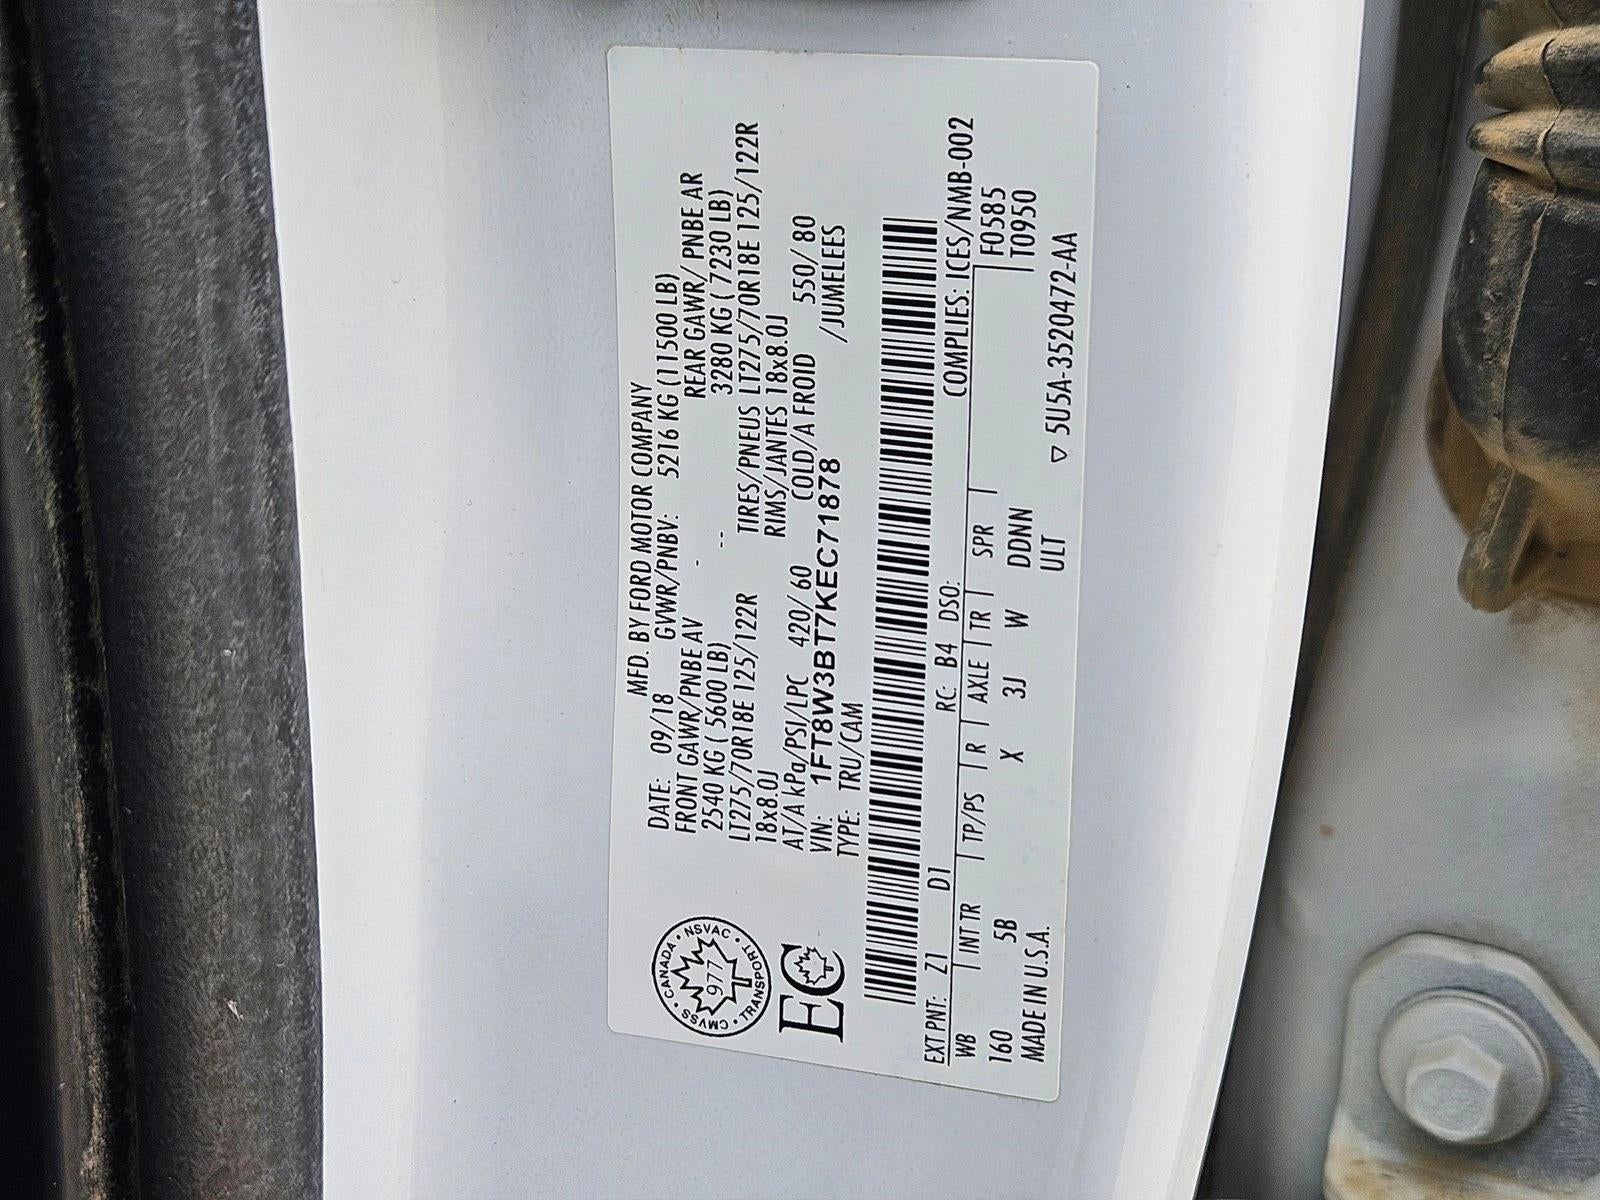 MFD. BY FORD MOTOR COMPANY
DATE: 09/18 GVWR/PNBV: 5216 KG (11500 LB)
FRONT GAWR/PNBE AV - REAR GAWR/ PNBE AR
2540 KG ( 5600 LB) -- 3280 KG ( 7230 LB)
LT275/70R18E 125/122R TIRES/PNEUS LT275/70R18E 125/122R
18x8.0J RIMS/JANTES 18x8.0J
AT/A kPa/PSI/LPC 420/ 60 COLD/A FROID 550/ 80
VIN: 1FT8W3BT7KEC71878 /JUMELEES
TYPE: TRU/CAM
CANADA · NSVAC · TRANSPORT · CMVSS ·
977
EC
EXT PNT: Z1 D1 RC: B4 DSO: COMPLIES: ICES/NMB-002
WB INT TR TP/PS R AXLE TR SPR F0585
160 5B X 3J W DDNN T0950
MADE IN U.S.A. ULT
▽ 5U5A-3520472-AA